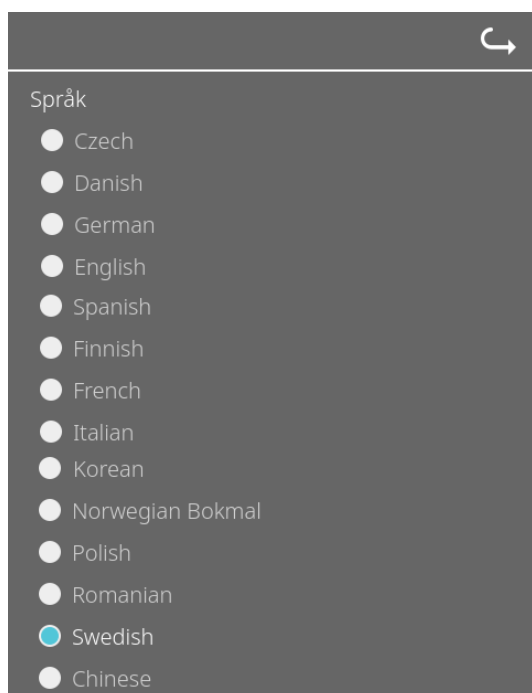 Språk
Czech
Danish
German
English
Spanish
Finnish
French
Italian
Korean
Norwegian Bokmal
Polish
Romanian
Swedish
Chinese